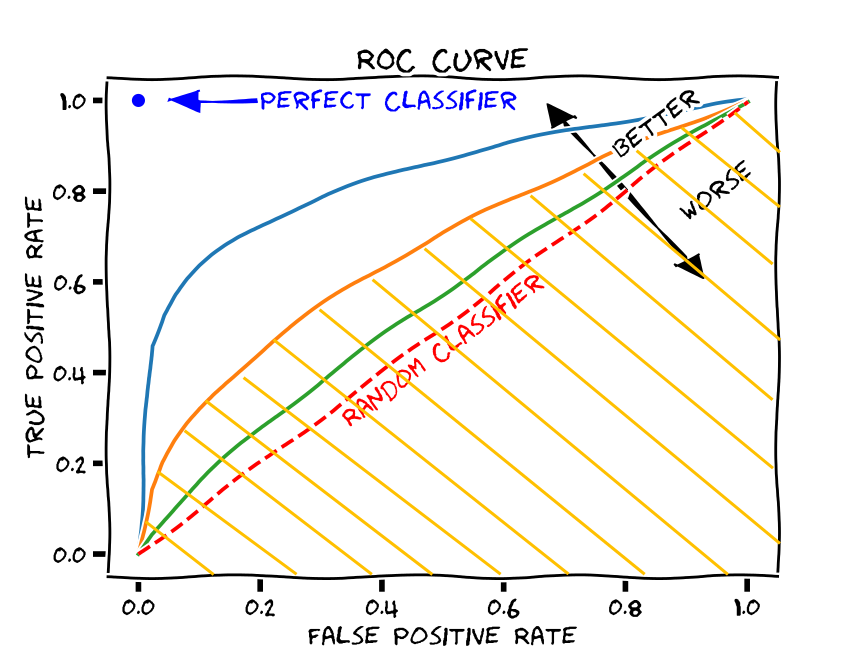 ROC CURVE
PERFECT CLASSIFIER
BETTER
WORSE
RANDOM CLASSIFIER
TRUE POSITIVE RATE
1.0
0.8
0.6
0.4
0.2
0.0
0.0 0.2 0.4 0.6 0.8 1.0
FALSE POSITIVE RATE